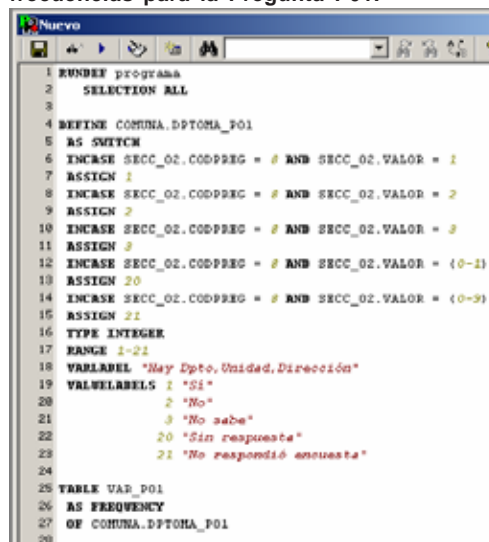 frecuencias para la Pregunta P01.
Nuevo
1 RUNDEF programa
2 SELECTION ALL
3
4 DEFINE COMUNA.DPTOMA_P01
5 AS SWITCH
6 INCASE SECC_02.CODPREG = 8 AND SECC_02.VALOR = 1
7 ASSIGN 1
8 INCASE SECC_02.CODPREG = 8 AND SECC_02.VALOR = 2
9 ASSIGN 2
10 INCASE SECC_02.CODPREG = 8 AND SECC_02.VALOR = 3
11 ASSIGN 3
12 INCASE SECC_02.CODPREG = 8 AND SECC_02.VALOR = (0-1)
13 ASSIGN 20
14 INCASE SECC_02.CODPREG = 8 AND SECC_02.VALOR = (0-9)
15 ASSIGN 21
16 TYPE INTEGER
17 RANGE 1-21
18 VARLABEL "Hay Dpto,Unidad,Dirección"
19 VALUELABELS 1 "Si"
20 2 "No"
21 3 "No sabe"
22 20 "Sin respuesta"
23 21 "No respondió encuesta"
24
25 TABLE VAR_P01
26 AS FREQUENCY
27 OF COMUNA.DPTOMA_P01
28